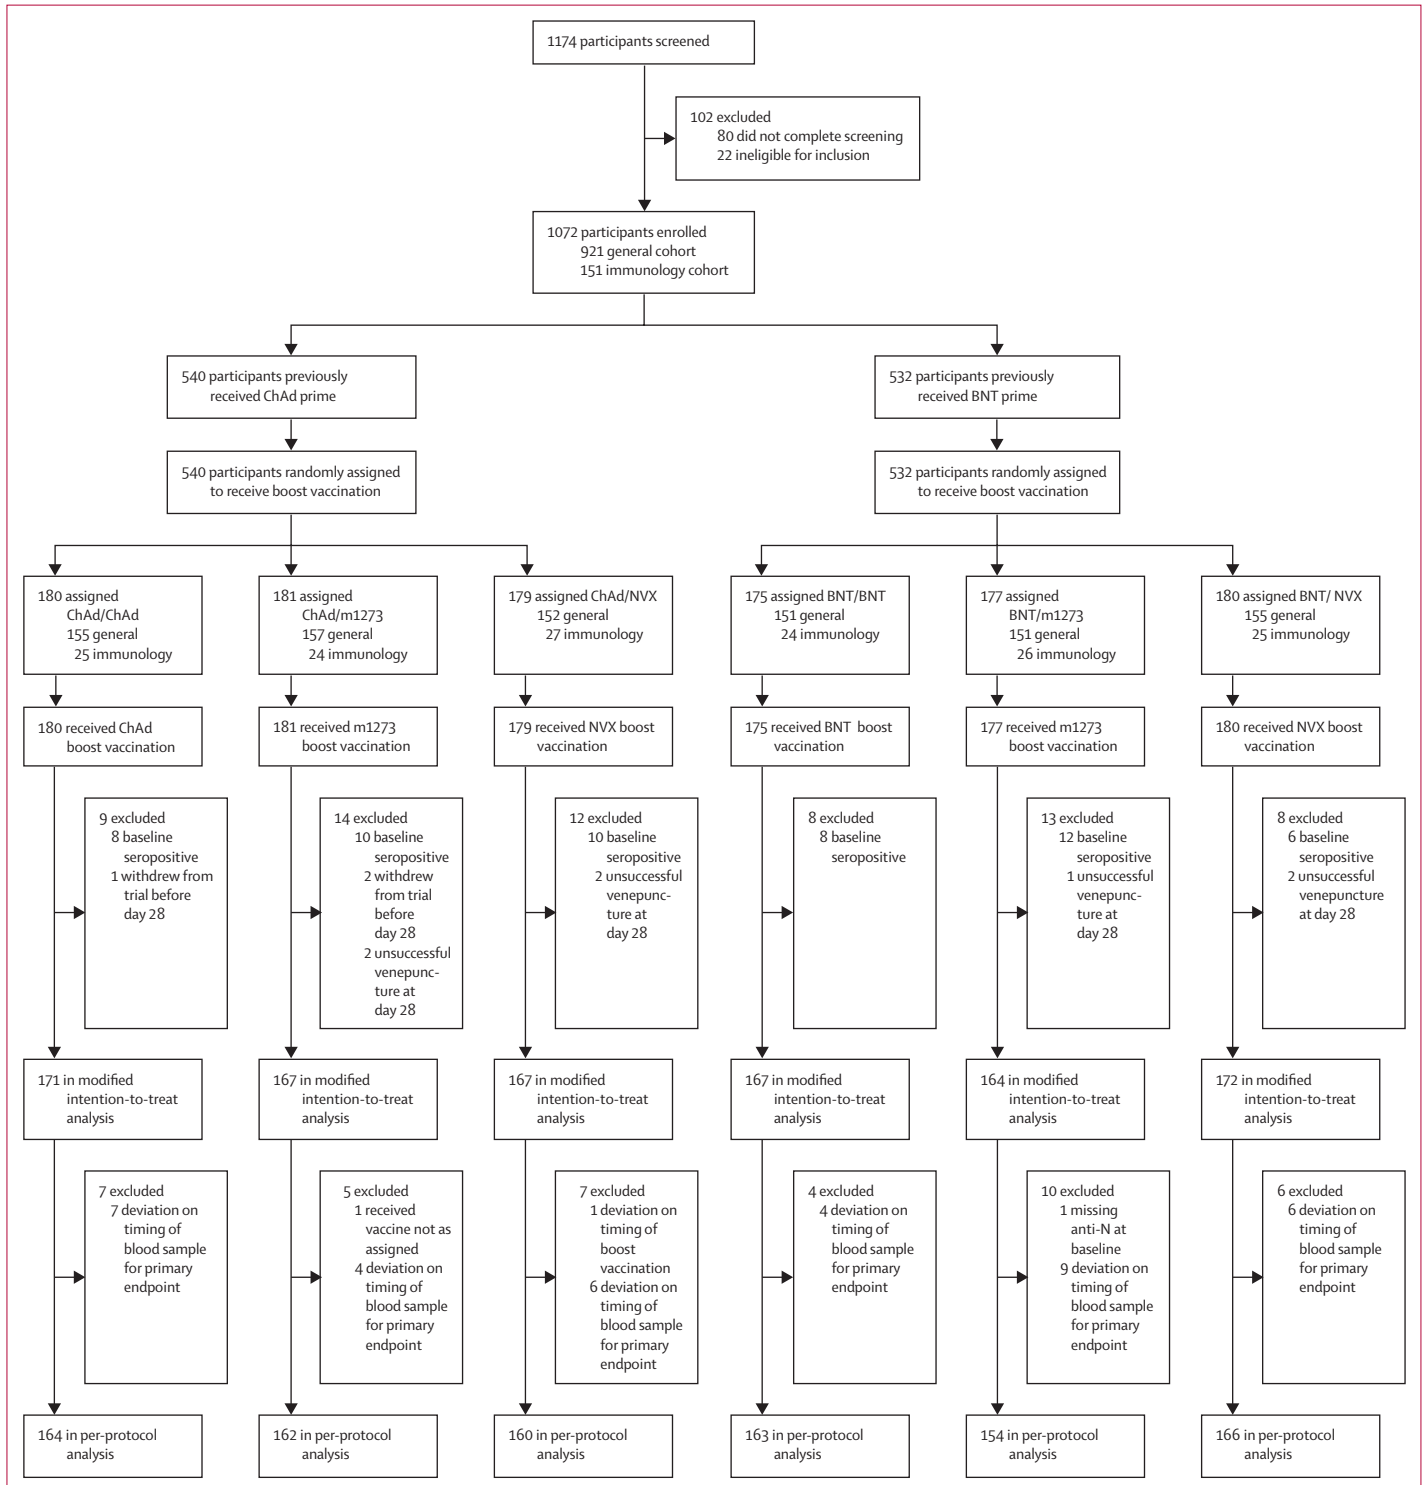 1174 participants screened
102 excluded
80 did not complete screening
22 ineligible for inclusion
1072 participants enrolled
921 general cohort
151 immunology cohort
540 participants previously
received ChAd prime
532 participants previously
received BNT prime
540 participants randomly assigned
to receive boost vaccination
532 participants randomly assigned
to receive boost vaccination
180 assigned
ChAd/ChAd
155 general
25 immunology
181 assigned
ChAd/m1273
157 general
24 immunology
179 assigned ChAd/NVX
152 general
27 immunology
175 assigned BNT/BNT
151 general
24 immunology
177 assigned
BNT/m1273
151 general
26 immunology
180 assigned BNT/ NVX
155 general
25 immunology
180 received ChAd
boost vaccination
181 received m1273
boost vaccination
179 received NVX boost
vaccination
175 received BNT boost
vaccination
177 received m1273
boost vaccination
180 received NVX boost
vaccination
9 excluded
8 baseline
seropositive
1 withdrew from
trial before
day 28
14 excluded
10 baseline
seropositive
2 withdrew
from trial
before
day 28
2 unsuccessful
venepunc-
ture at
day 28
12 excluded
10 baseline
seropositive
2 unsuccessful
venepunc-
ture at
day 28
8 excluded
8 baseline
seropositive
13 excluded
12 baseline
seropositive
1 unsuccessful
venepunc-
ture at
day 28
8 excluded
6 baseline
seropositive
2 unsuccessful
venepuncture
at day 28
171 in modified
intention-to-treat
analysis
167 in modified
intention-to-treat
analysis
167 in modified
intention-to-treat
analysis
167 in modified
intention-to-treat
analysis
164 in modified
intention-to-treat
analysis
172 in modified
intention-to-treat
analysis
7 excluded
7 deviation on
timing of
blood sample
for primary
endpoint
5 excluded
1 received
vaccine not as
assigned
4 deviation on
timing of
blood sample
for primary
endpoint
7 excluded
1 deviation on
timing of
boost
vaccination
6 deviation on
timing of
blood sample
for primary
endpoint
4 excluded
4 deviation on
timing of
blood sample
for primary
endpoint
10 excluded
1 missing
anti-N at
baseline
9 deviation on
timing of
blood sample
for primary
endpoint
6 excluded
6 deviation on
timing of
blood sample
for primary
endpoint
164 in per-protocol
analysis
162 in per-protocol
analysis
160 in per-protocol
analysis
163 in per-protocol
analysis
154 in per-protocol
analysis
166 in per-protocol
analysis